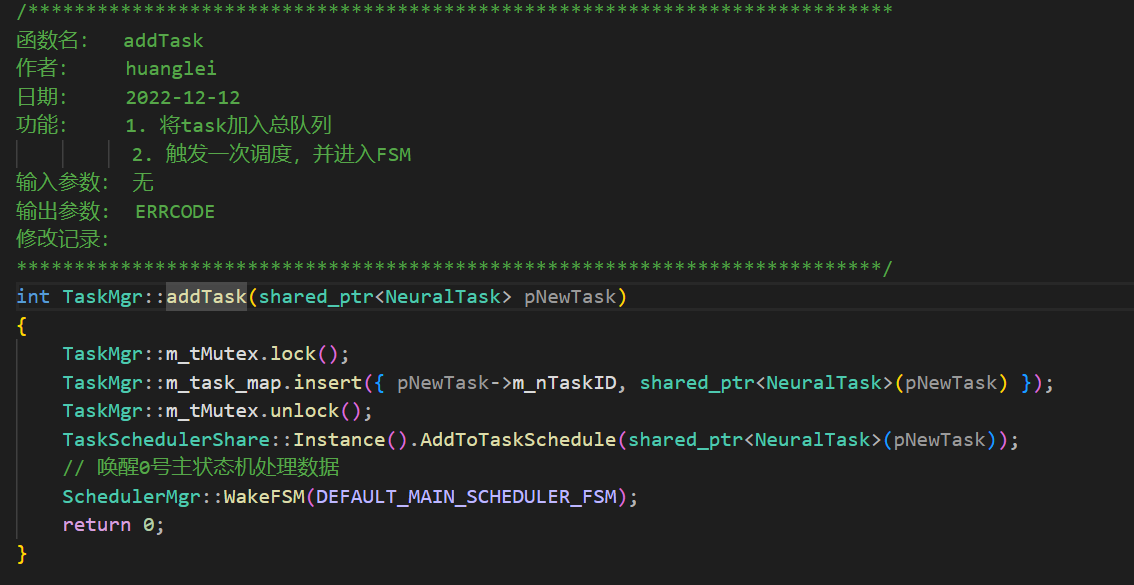 /***************************************************************************
函数名： addTask
作者： huanglei
日期： 2022-12-12
功能： 1. 将task加入总队列
2. 触发一次调度，并进入FSM
输入参数： 无
输出参数： ERRCODE
修改记录：
***************************************************************************/
int TaskMgr::addTask(shared_ptr<NeuralTask> pNewTask)
{
TaskMgr::m_tMutex.lock();
TaskMgr::m_task_map.insert({ pNewTask->m_nTaskID, shared_ptr<NeuralTask>(pNewTask) });
TaskMgr::m_tMutex.unlock();
TaskSchedulerShare::Instance().AddToTaskSchedule(shared_ptr<NeuralTask>(pNewTask));
// 唤醒0号主状态机处理数据
SchedulerMgr::WakeFSM(DEFAULT_MAIN_SCHEDULER_FSM);
return 0;
}